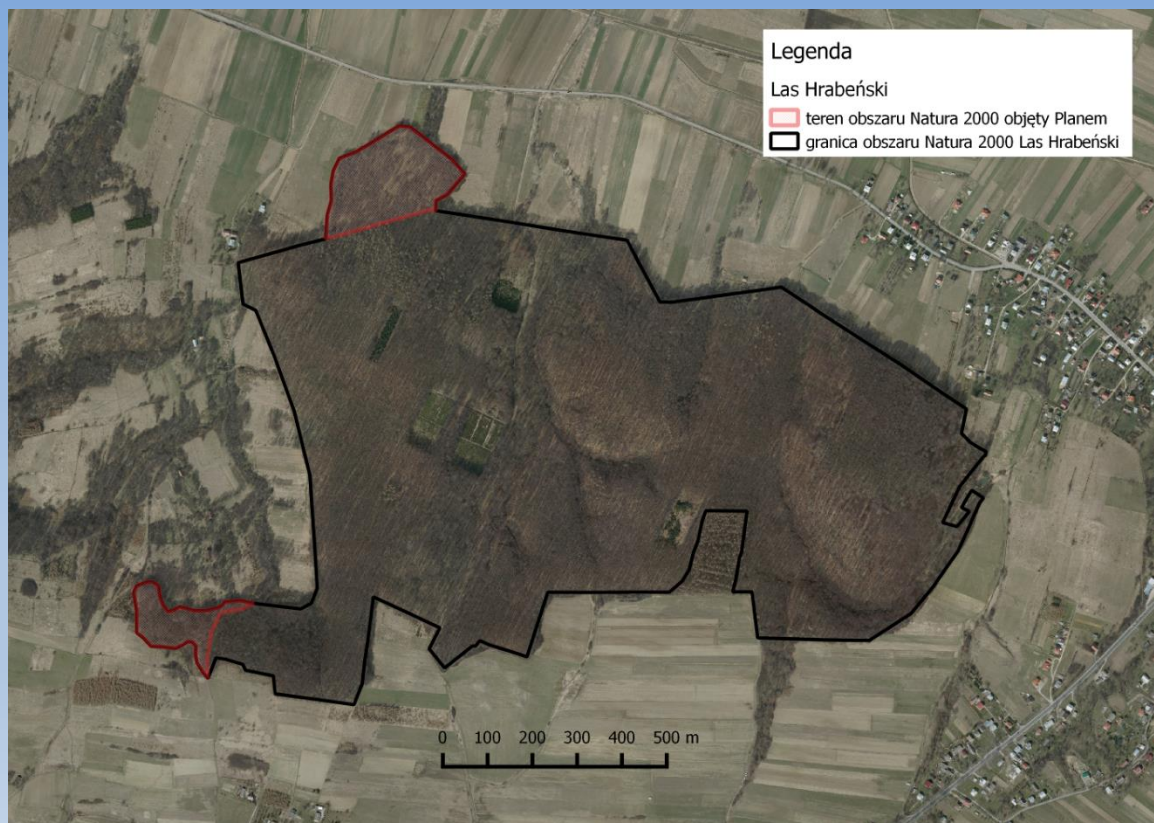 Legenda
Las Hrabeński
teren obszaru Natura 2000 objęty Planem
granica obszaru Natura 2000 Las Hrabeński
0 100 200 300 400 500 m